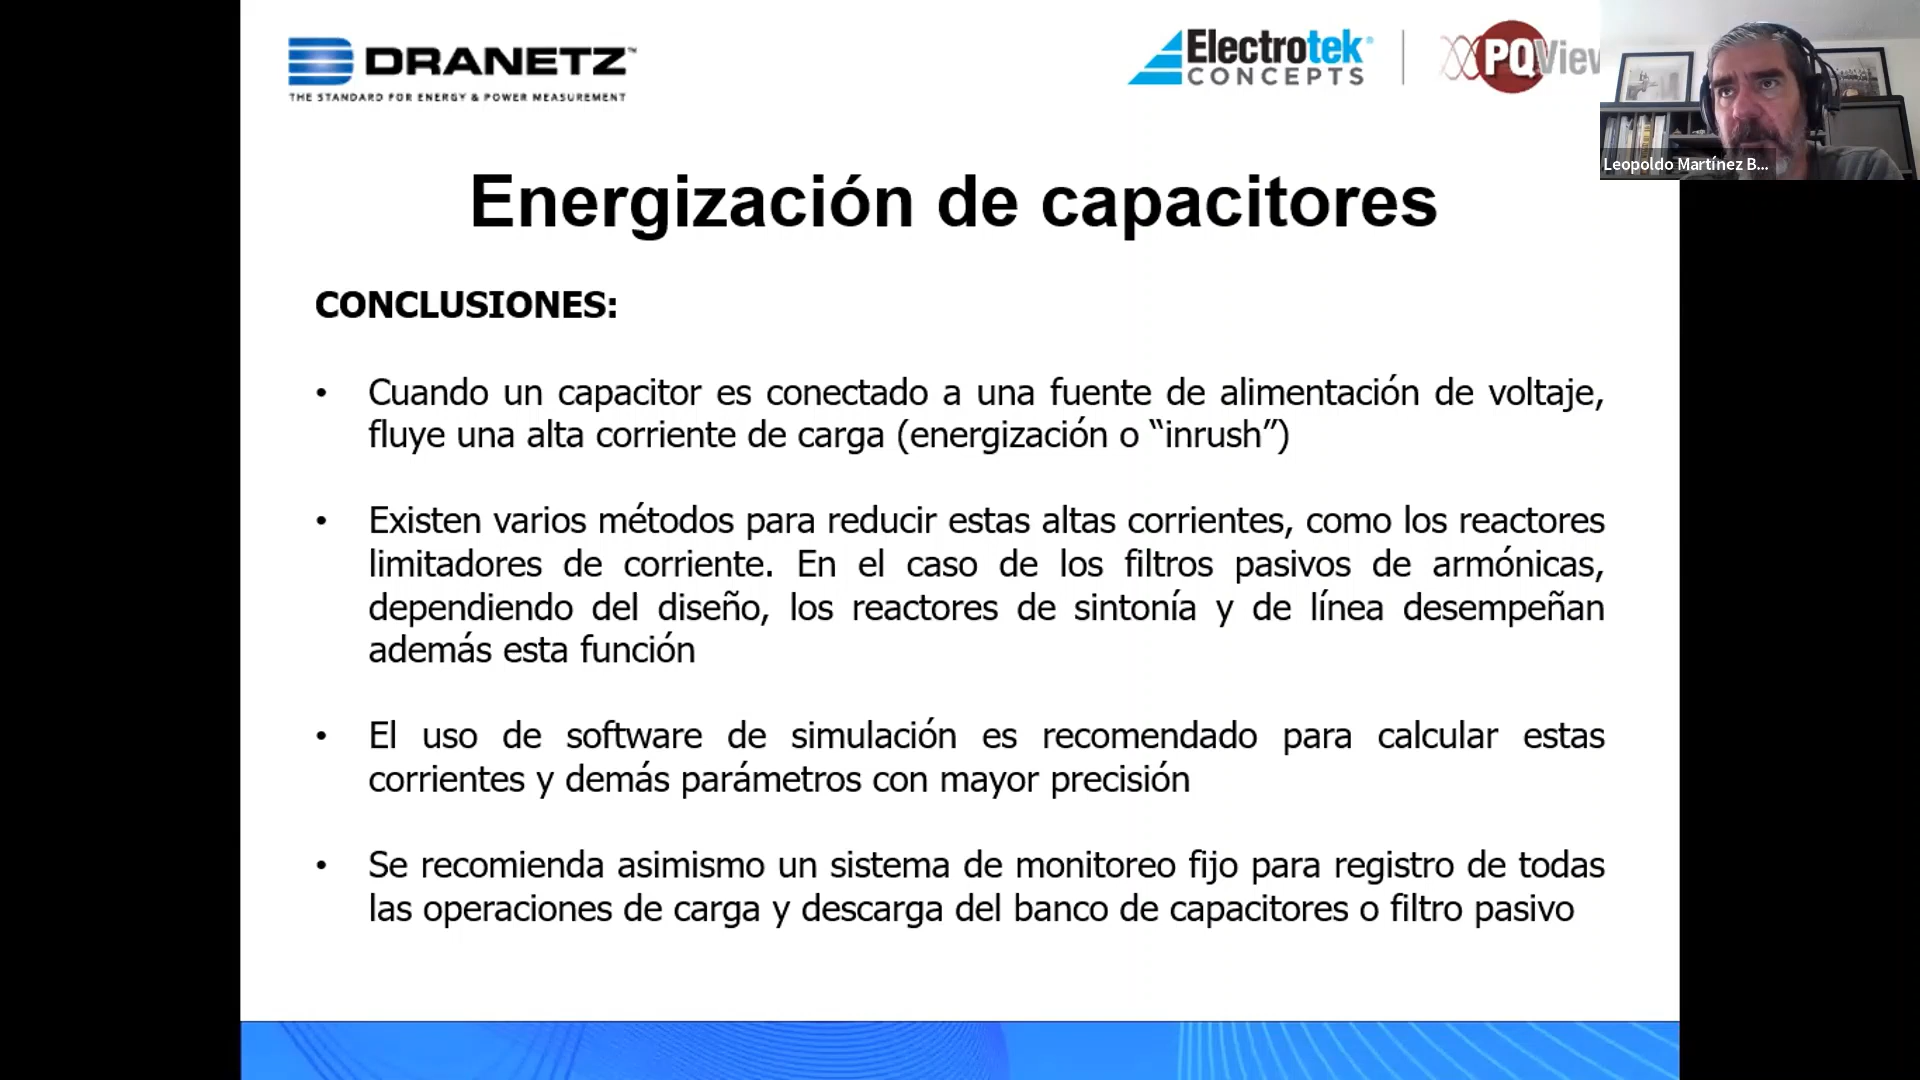 DRANETZ™
THE STANDARD FOR ENERGY & POWER MEASUREMENT
Electrotek®
CONCEPTS
PQView
Leopoldo Martínez B...
Energización de capacitores
CONCLUSIONES:
• Cuando un capacitor es conectado a una fuente de alimentación de voltaje,
fluye una alta corriente de carga (energización o “inrush”)
• Existen varios métodos para reducir estas altas corrientes, como los reactores
limitadores de corriente. En el caso de los filtros pasivos de armónicas,
dependiendo del diseño, los reactores de sintonía y de línea desempeñan
además esta función
• El uso de software de simulación es recomendado para calcular estas
corrientes y demás parámetros con mayor precisión
• Se recomienda asimismo un sistema de monitoreo fijo para registro de todas
las operaciones de carga y descarga del banco de capacitores o filtro pasivo